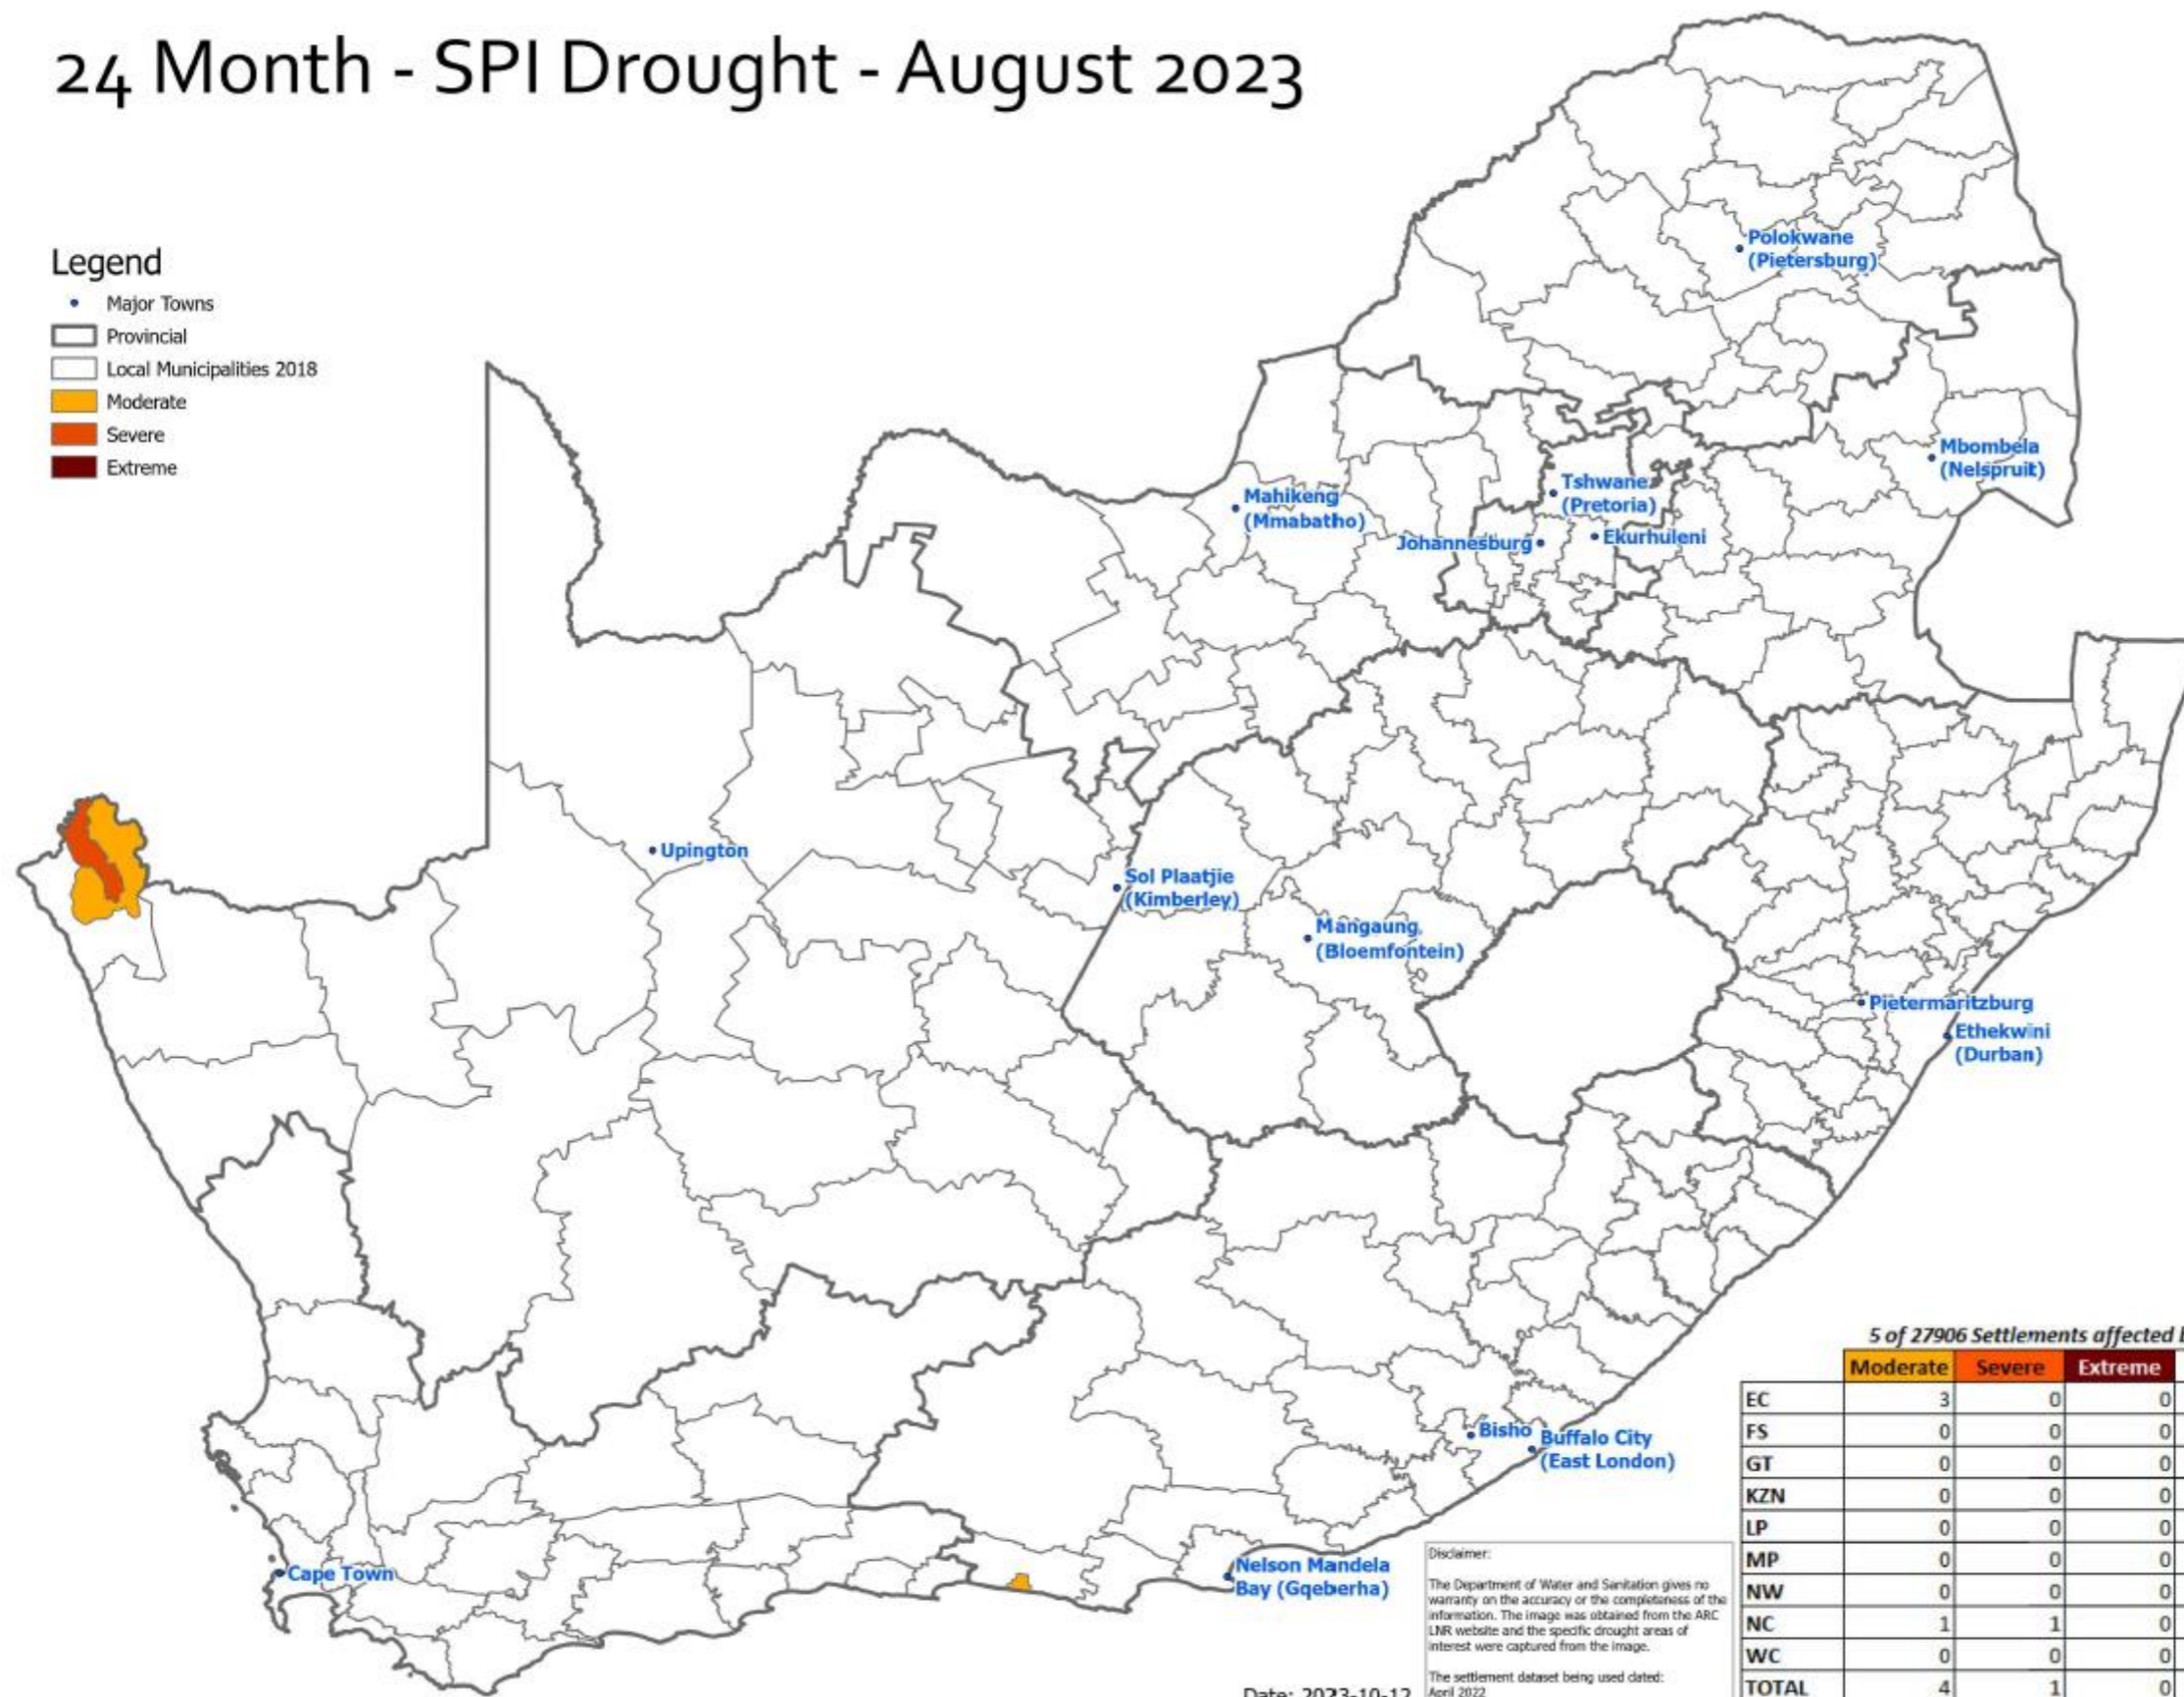 24 Month - SPI Drought - August 2023
Legend
Major Towns
Provincial
Local Municipalities 2018
Moderate
Severe
Extreme
Polokwane
(Pietersburg)
Mbombela
(Nelspruit)
Tshwane
(Pretoria)
Mahikeng
(Mmabatho)
Johannesburg
Ekurhuleni
Upington
Sol Plaatjie
(Kimberley)
Mangaung
(Bloemfontein)
Pietermaritzburg
Ethekwini
(Durban)
Bisho
Buffalo City
(East London)
Nelson Mandela
Bay (Gqeberha)
Cape Town
5 of 27906 Settlements affected
Moderate Severe Extreme
EC 3 0 0
FS 0 0 0
GT 0 0 0
KZN 0 0 0
LP 0 0 0
MP 0 0 0
NW 0 0 0
NC 1 1 0
WC 0 0 0
TOTAL 4 1 0
Disclaimer:
The Department of Water and Sanitation gives no
warranty on the accuracy or the completeness of the
information. The image was obtained from the ARC
LNR website and the specific drought areas of
interest were captured from the image.
The settlement dataset being used dated:
April 2022
Date: 2023-10-12